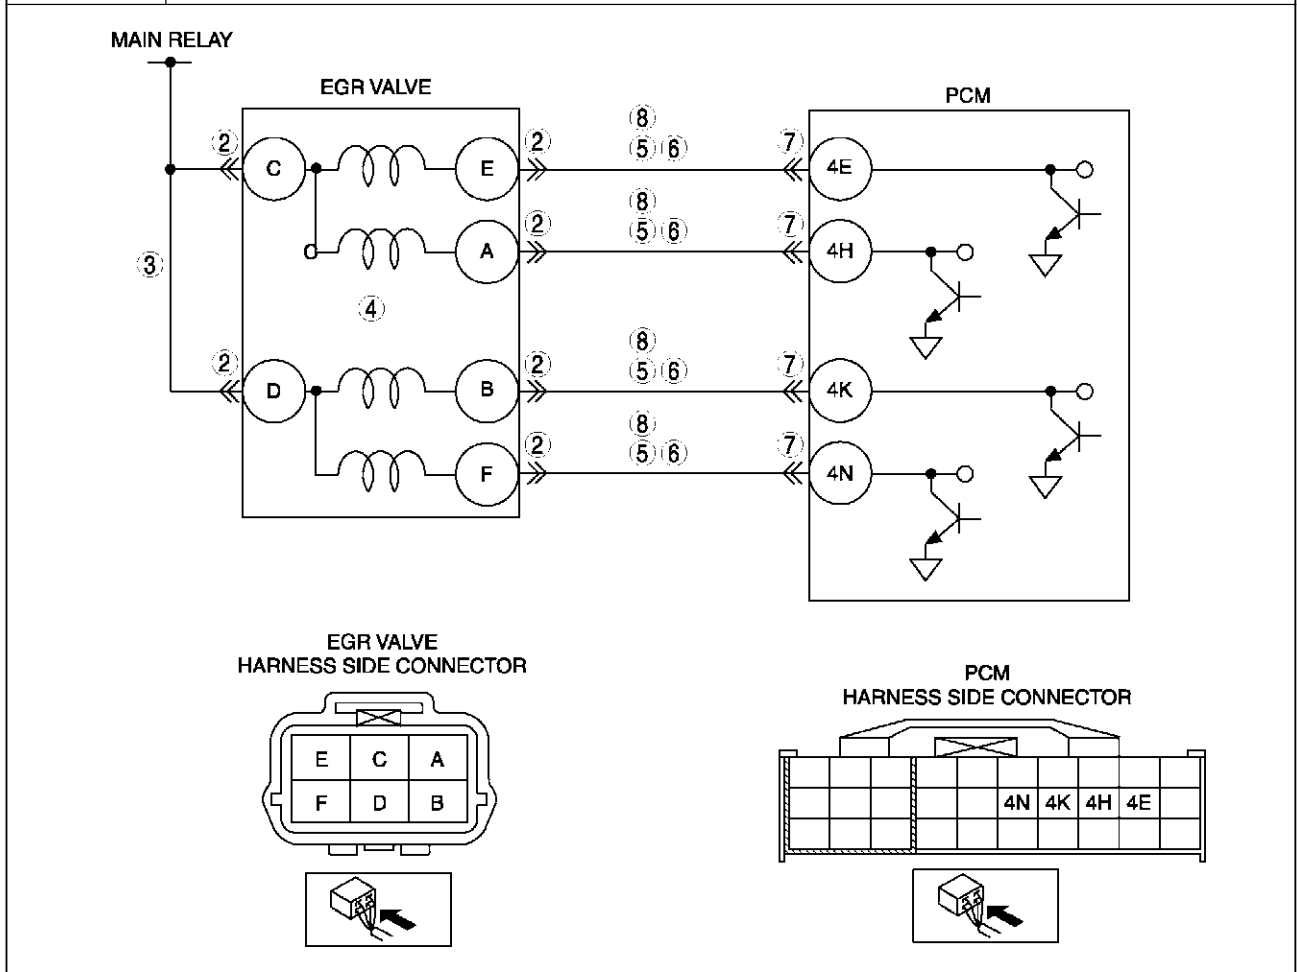 MAIN RELAY
EGR VALVE
PCM
8
2 C E 2 5 6 7 4E
8
C A 2 5 6 7 4H
3
4
8
2 D B 2 5 6 7 4K
8
F 2 5 6 7 4N
EGR VALVE
HARNESS SIDE CONNECTOR
E C A
F D B
PCM
HARNESS SIDE CONNECTOR
4N 4K 4H 4E